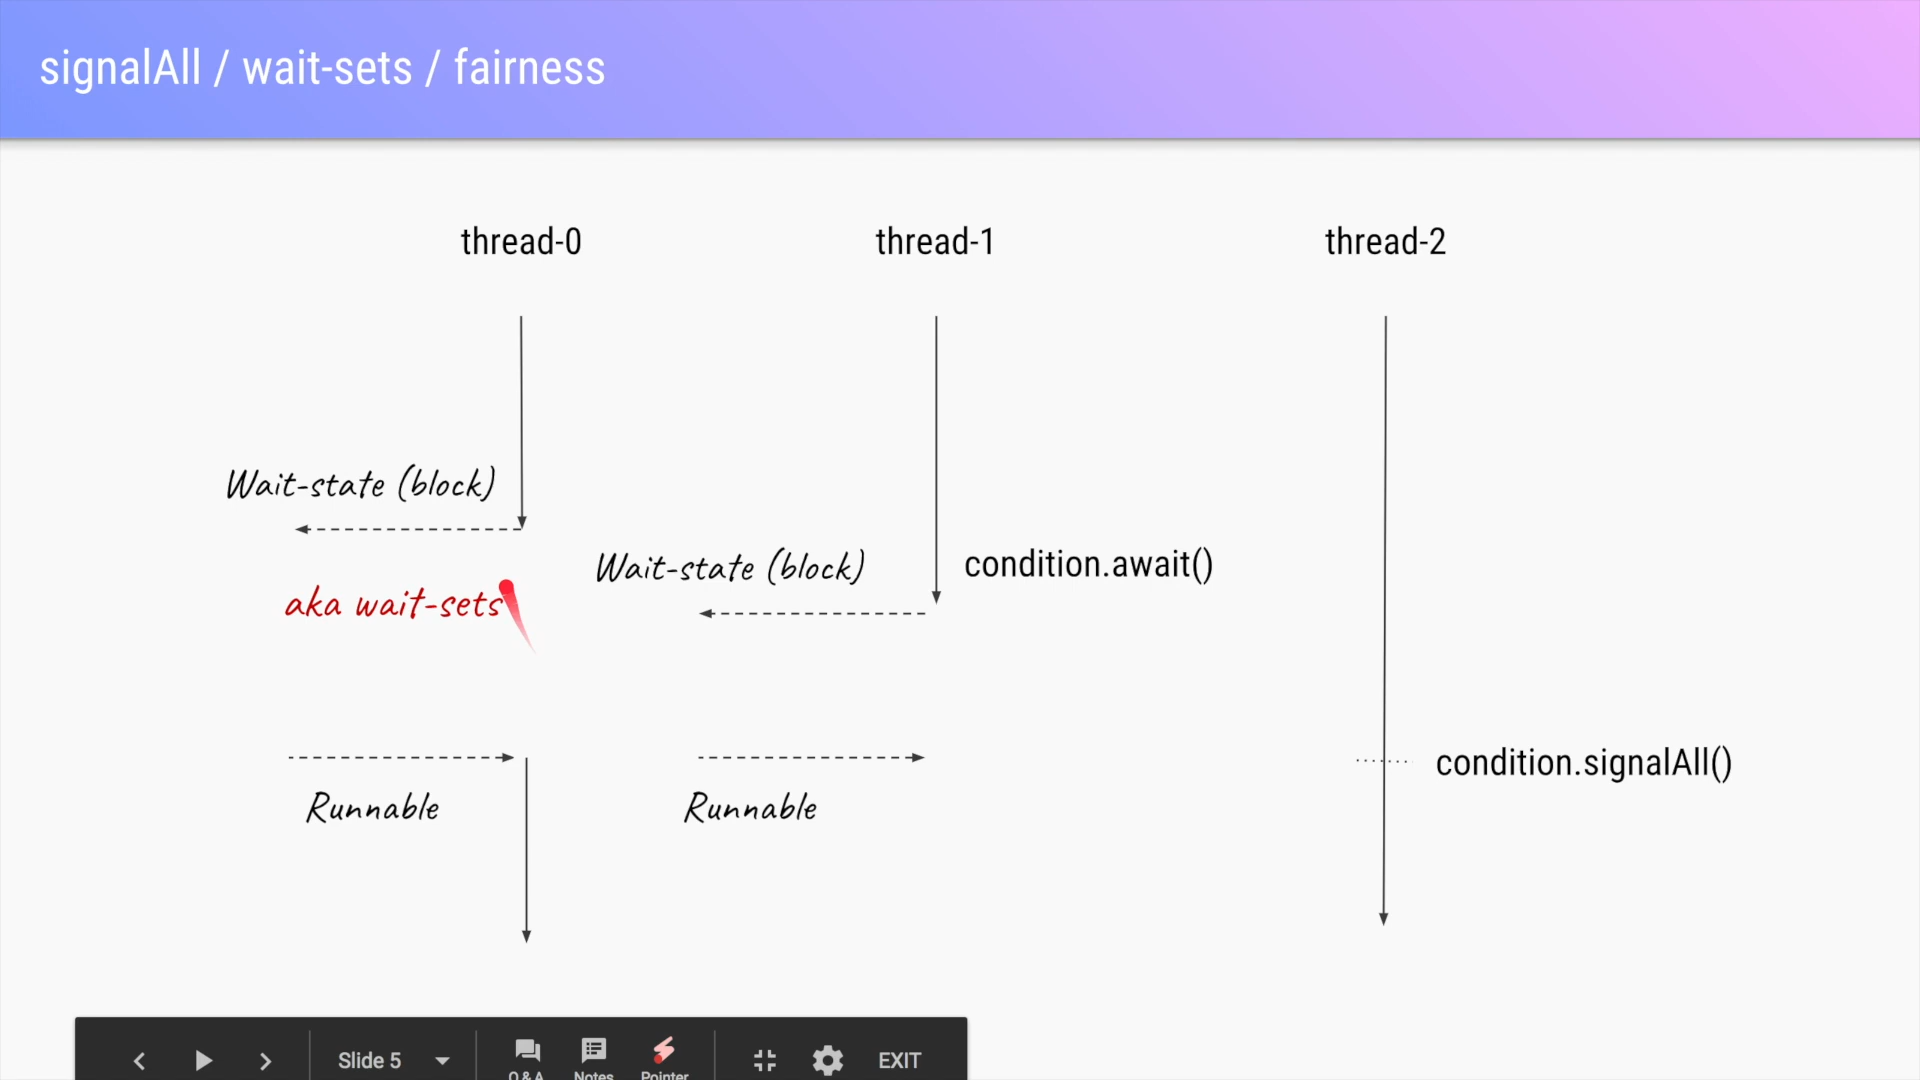 signalAll / wait-sets / fairness
thread-0
thread-1
thread-2
Wait-state (block)
Wait-state (block)
condition.await()
aka wait-sets
condition.signalAll()
Runnable
Runnable
Slide 5
Q & A
Notes
Pointer
EXIT